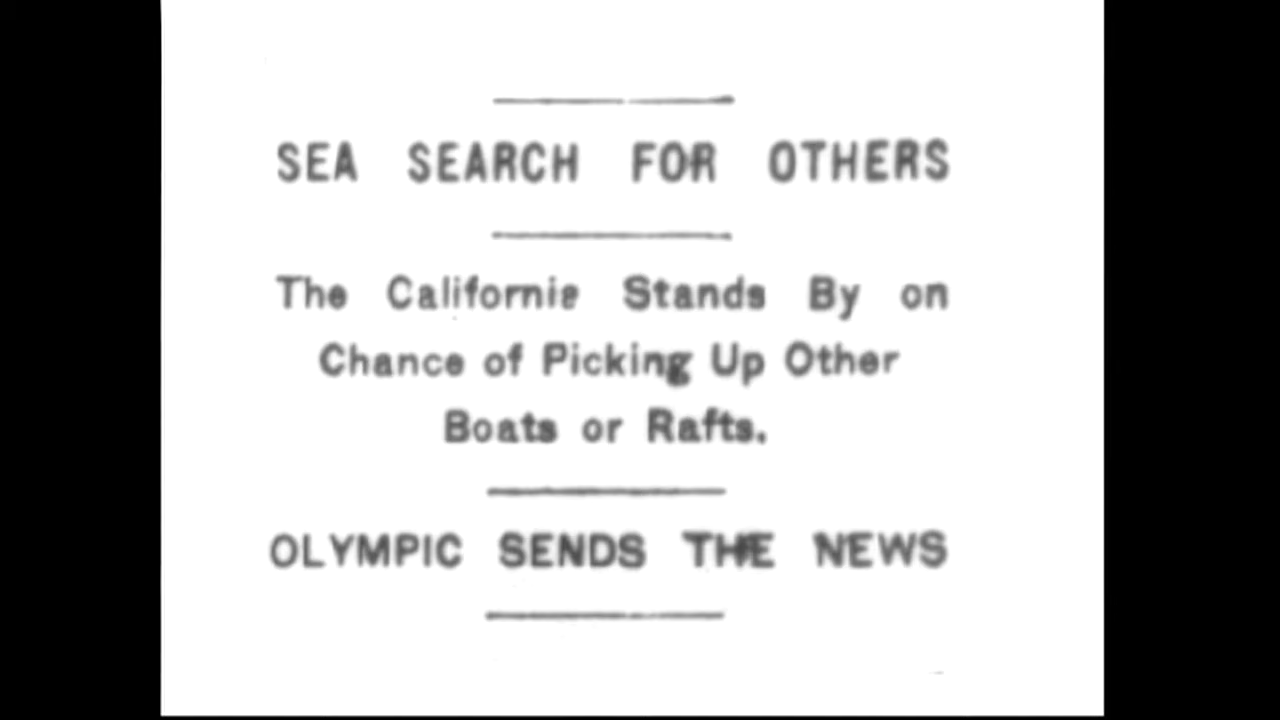 SEA SEARCH FOR OTHERS
The Californie Stands By on
Chance of Picking Up Other
Boats or Rafts.
OLYMPIC SENDS THE NEWS